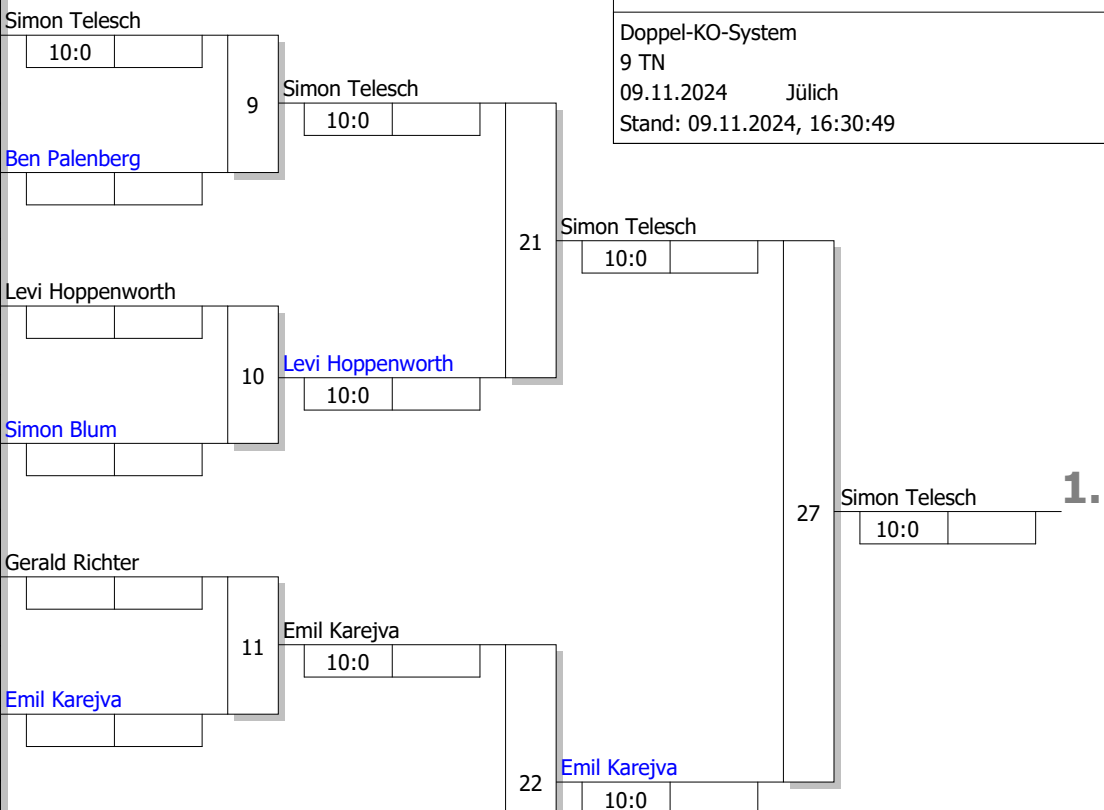 Simon Telesch
10:0
9
Ben Palenberg
Simon Telesch
10:0
Doppel-KO-System
9 TN
09.11.2024 Jülich
Stand: 09.11.2024, 16:30:49
21
Simon Telesch
10:0
Levi Hoppenworth
10
Levi Hoppenworth
10:0
Simon Blum
27
Simon Telesch
10:0
1.
Gerald Richter
11
Emil Karejva
10:0
Emil Karejva
22
Emil Karejva
10:0